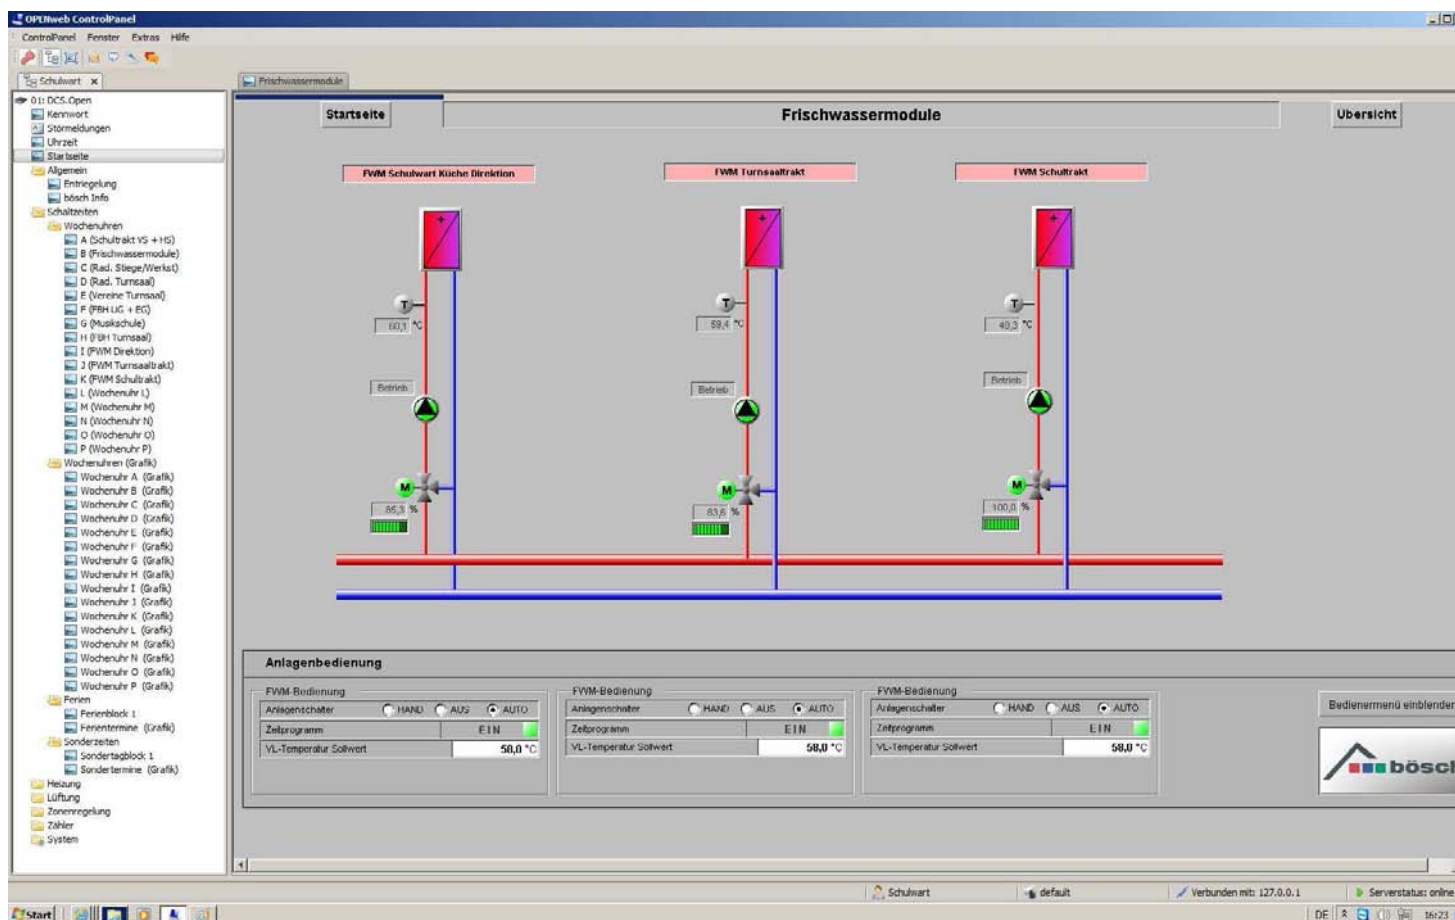 OPENweb ControlPanel
ControlPanel Fenster Extras Hilfe
Schulwart x
Frischwassermodule
01: DCS.Open
Kennwort
Störmeldungen
Uhrzeit
Startseite
Allgemein
Entriegelung
bösch Info
Schaltzeiten
Wochenuhren
A (Schultrakt VS + HS)
B (Frischwassermodule)
C (Rad. Stiege/Werkst)
D (Rad. Turnsaal)
E (Vereine Turnsaal)
F (FBH UG + EG)
G (Musikschule)
H (FBH Turnsaal)
I (FWM Direktion)
J (FWM Turnsaaltrakt)
K (FWM Schultrakt)
L (Wochenuhr L)
M (Wochenuhr M)
N (Wochenuhr N)
O (Wochenuhr O)
P (Wochenuhr P)
Wochenuhren (Grafik)
Wochenuhr A (Grafik)
Wochenuhr B (Grafik)
Wochenuhr C (Grafik)
Wochenuhr D (Grafik)
Wochenuhr E (Grafik)
Wochenuhr F (Grafik)
Wochenuhr G (Grafik)
Wochenuhr H (Grafik)
Wochenuhr I (Grafik)
Wochenuhr J (Grafik)
Wochenuhr K (Grafik)
Wochenuhr L (Grafik)
Wochenuhr M (Grafik)
Wochenuhr N (Grafik)
Wochenuhr O (Grafik)
Wochenuhr P (Grafik)
Ferien
Ferienblock 1
Ferientermine (Grafik)
Sonderzeiten
Sondertagblock 1
Sondertermine (Grafik)
Heizung
Lüftung
Zonenregelung
Zähler
System
Startseite Frischwassermodule Übersicht
FWM Schulwart Küche Direktion FWM Turnsaaltrakt FWM Schultrakt
+ + +
T T T
60,1 °C 59,4 °C 49,3 °C
Betrieb Betrieb Betrieb
M M M
85,3 % 83,6 % 100,0 %
Anlagenbedienung
FWM-Bedienung FWM-Bedienung FWM-Bedienung
Anlagenschalter HAND AUS AUTO Anlagenschalter HAND AUS AUTO Anlagenschalter HAND AUS AUTO
Zeitprogramm EIN Zeitprogramm EIN Zeitprogramm EIN
VL-Temperatur Sollwert 58,0 °C VL-Temperatur Sollwert 58,0 °C VL-Temperatur Sollwert 58,0 °C
Bedienermenü einblenden
bösch
Schulwart default Verbunden mit: 127.0.0.1 Serverstatus: online
Start DE 16:23